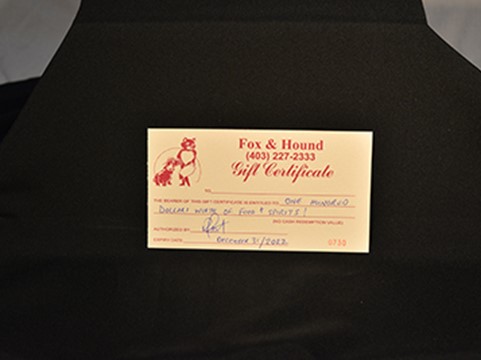 Fox & Hound
(403) 227-2333
Gift Certificate
TO
THE BEARER OF THIS GIFT CERTIFICATE IS ENTITLED TO ONE HUNDRED
DOLLARS WORTH OF FOOD & SPIRITS!
(NO CASH REDEMPTION VALUE)
AUTHORIZED BY
EXPIRY DATE DECEMBER 31/2022
0730